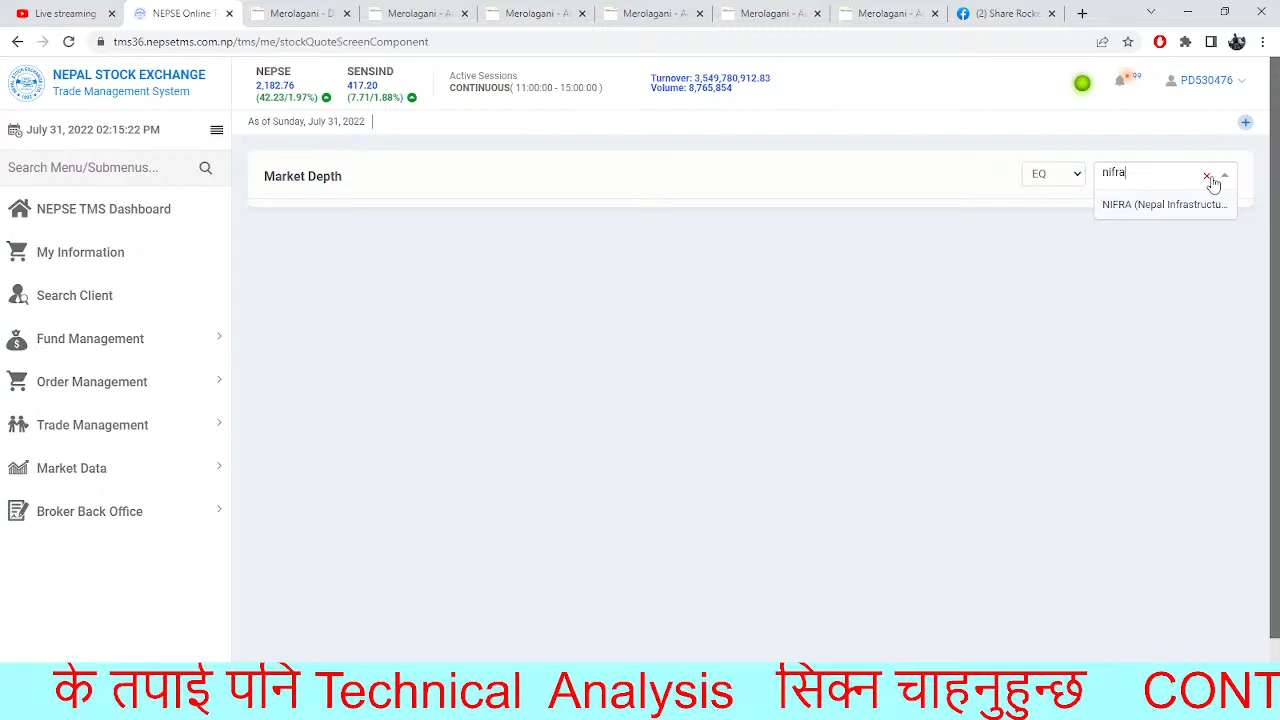 Live streaming
NEPSE Online T
Merolagani - D
Merolagani - A
Merolagani - A
Merolagani - A
Merolagani - A
Merolagani - A
(2) Share Rocke
tms36.nepsetms.com.np/tms/me/stockQuoteScreenComponent
NEPAL STOCK EXCHANGE
Trade Management System
NEPSE
2,182.76
(42.23/1.97%)
SENSIND
417.20
(7.71/1.88%)
Active Sessions
CONTINUOUS( 11:00:00 - 15:00:00 )
Turnover: 3,549,780,912.83
Volume: 8,765,854
99
PD530476
July 31, 2022 02:15:22 PM
As of Sunday, July 31, 2022
Search Menu/Submenus...
Market Depth
EQ
nifra
NIFRA (Nepal Infrastructu...
NEPSE TMS Dashboard
My Information
Search Client
Fund Management
Order Management
Trade Management
Market Data
Broker Back Office
के तपाई पनि Technical Analysis सिक्न चाहनुहुन्छ CONT